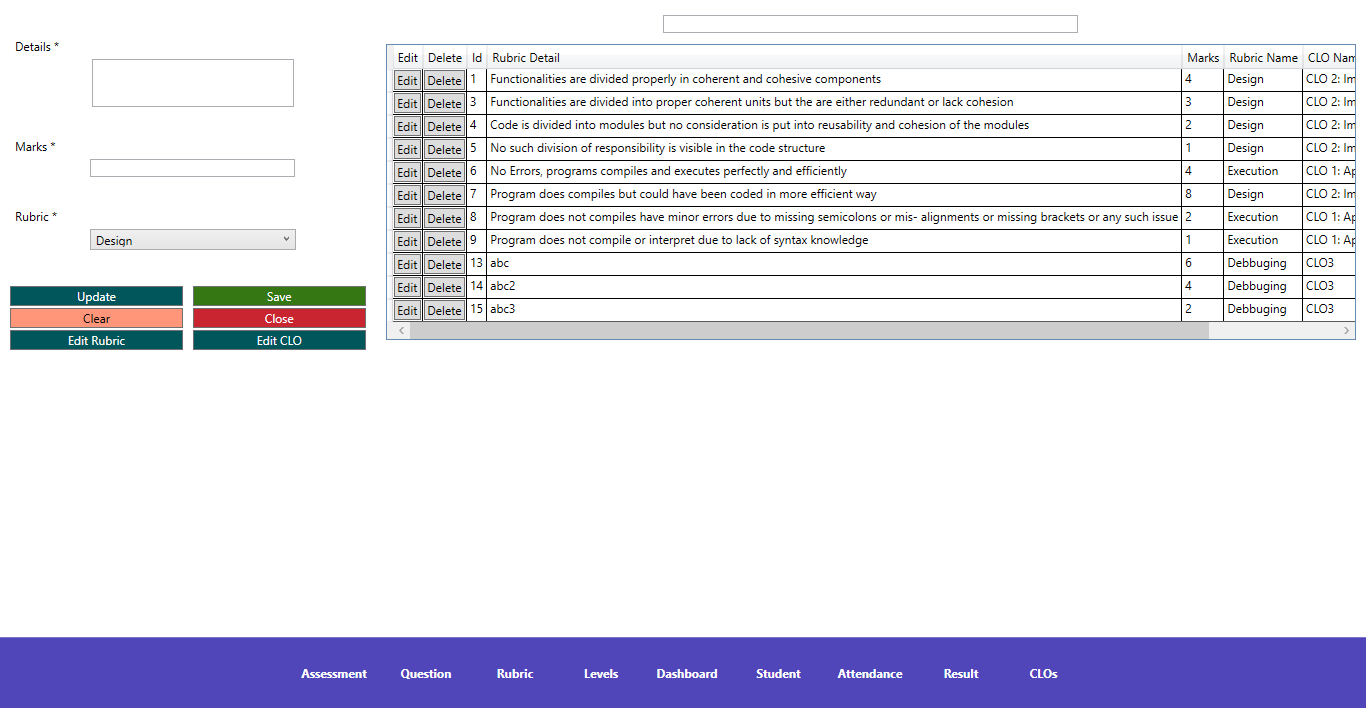 Details *
Marks *
Rubric *
Design
Update Save
Clear Close
Edit Rubric Edit CLO
Edit Delete Id Rubric Detail Marks Rubric Name CLO Nam
Edit Delete 1 Functionalities are divided properly in coherent and cohesive components 4 Design CLO 2: Im
Edit Delete 3 Functionalities are divided into proper coherent units but the are either redundant or lack cohesion 3 Design CLO 2: Im
Edit Delete 4 Code is divided into modules but no consideration is put into reusability and cohesion of the modules 2 Design CLO 2: Im
Edit Delete 5 No such division of responsibility is visible in the code structure 1 Design CLO 2: Im
Edit Delete 6 No Errors, programs compiles and executes perfectly and efficiently 4 Execution CLO 1: Ap
Edit Delete 7 Program does compiles but could have been coded in more efficient way 8 Design CLO 2: Im
Edit Delete 8 Program does not compiles have minor errors due to missing semicolons or mis- alignments or missing brackets or any such issue 2 Execution CLO 1: Ap
Edit Delete 9 Program does not compile or interpret due to lack of syntax knowledge 1 Execution CLO 1: Ap
Edit Delete 13 abc 6 Debbuging CLO3
Edit Delete 14 abc2 4 Debbuging CLO3
Edit Delete 15 abc3 2 Debbuging CLO3
Assessment Question Rubric Levels Dashboard Student Attendance Result CLOs